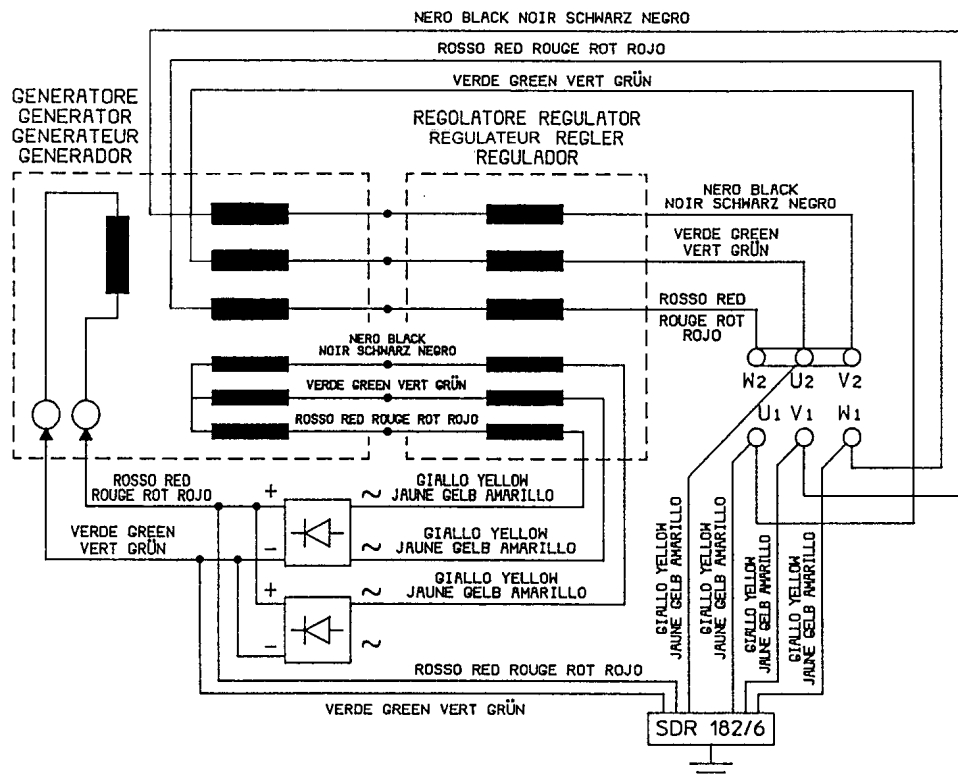 NERO BLACK NOIR SCHWARZ NEGRO
ROSSO RED ROUGE ROT ROJO
VERDE GREEN VERT GRÜN
GENERATORE
GENERATOR
GENERATEUR
GENERADOR
REGOLATORE REGULATOR
REGULATEUR REGLER
REGULADOR
NERO BLACK
NOIR SCHWARZ NEGRO
VERDE GREEN
VERT GRÜN
ROSSO RED
ROUGE ROT
ROJO
NERO BLACK
NOIR SCHWARZ NEGRO
VERDE GREEN VERT GRÜN
ROSSO RED ROUGE ROT ROJO
W2 U2 V2
U1 V1 W1
ROSSO RED
ROUGE ROT ROJO
+
~
GIALLO YELLOW
JAUNE GELB AMARILLO
VERDE GREEN
VERT GRÜN
-
~
GIALLO YELLOW
JAUNE GELB AMARILLO
+
~
GIALLO YELLOW
JAUNE GELB AMARILLO
-
~
GIALLO YELLOW
JAUNE GELB AMARILLO
GIALLO YELLOW
JAUNE GELB AMARILLO
GIALLO YELLOW
JAUNE GELB AMARILLO
GIALLO YELLOW
JAUNE GELB AMARILLO
ROSSO RED ROUGE ROT ROJO
VERDE GREEN VERT GRÜN
SDR 182/6